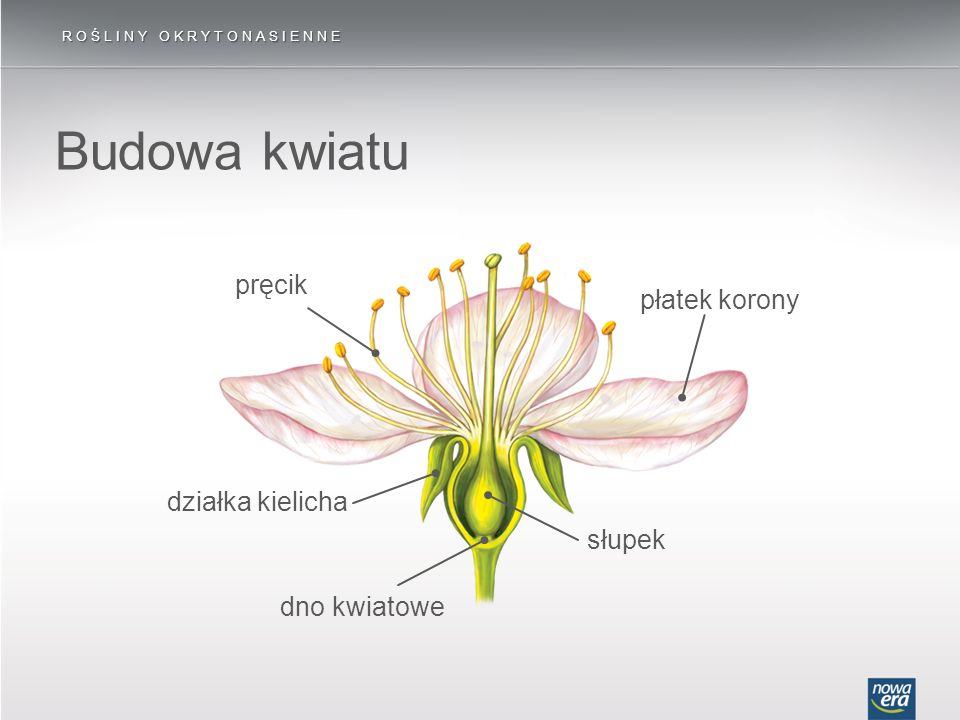 ROŚLINY OKRYTONASIENNE
Budowa kwiatu
pręcik
płatek korony
działka kielicha
słupek
dno kwiatowe
nowa
era